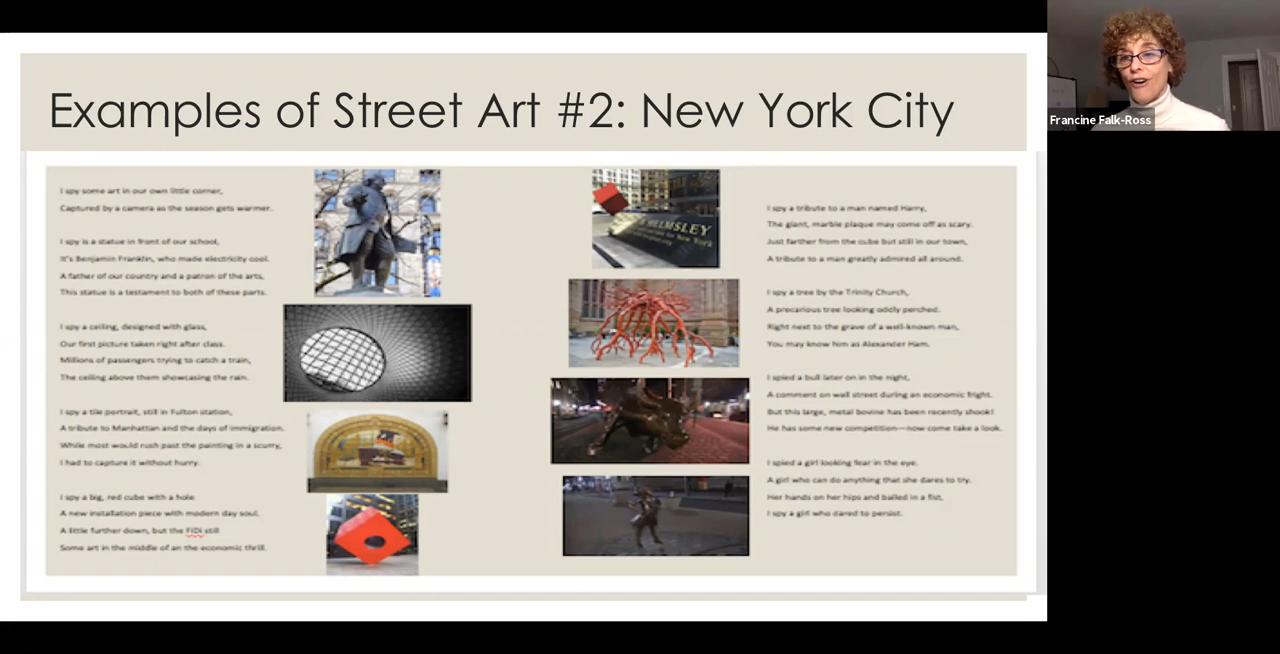 Examples of Street Art #2: New York City
Francine Falk-Ross
I spy some art in our own little corner,
Captured by a camera as the season gets warmer.
I spy is a statue in front of our school,
It's Benjamin Franklin, who made electricity cool.
A father of our country and a patron of the arts,
This statue is a testament to both of these parts.
I spy a ceiling, designed with glass,
Our first picture taken right after class.
Millions of passengers trying to catch a train,
The ceiling above them showcasing the rain.
I spy a tile portrait, still in Fulton station,
A tribute to Manhattan and the days of immigration.
While most would rush past the painting in a scurry,
I had to capture it without hurry.
I spy a big, red cube with a hole
A new installation piece with modern day soul.
A little further down, but the FiDi still
Some art in the middle of an the economic thrill.
HELMSLEY
New York
I spy a tribute to a man named Harry,
The giant, marble plaque may come off as scary.
Just farther from the cube but still in our town,
A tribute to a man greatly admired all around.
I spy a tree by the Trinity Church,
A precarious tree looking oddly perched.
Right next to the grave of a well-known man,
You may know him as Alexander Ham.
I spied a bull later on in the night,
A comment on wall street during an economic fright.
But this large, metal bovine has been recently shook!
He has some new competition—now come take a look.
I spied a girl looking fear in the eye.
A girl who can do anything that she dares to try.
Her hands on her hips and balled in a fist,
I spy a girl who dared to persist.